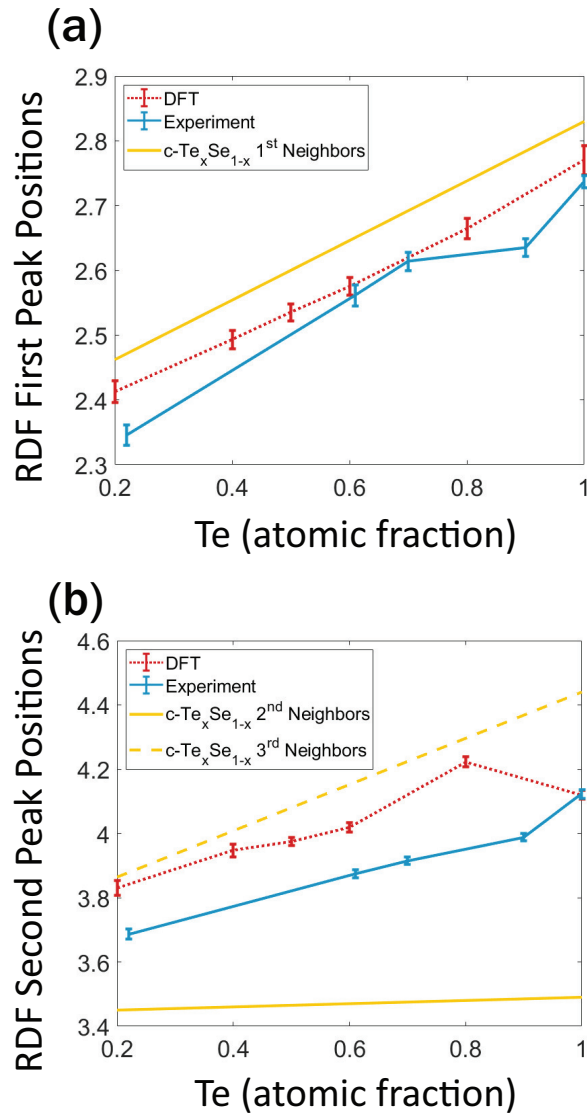 (a)
RDF First Peak Positions
2.9
2.8
2.7
2.6
2.5
2.4
2.3
DFT
Experiment
c-TeₓSe₁₋ₓ 1ˢᵗ Neighbors
0.2 0.4 0.6 0.8 1
Te (atomic fraction)
(b)
RDF Second Peak Positions
4.6
4.4
4.2
4
3.8
3.6
3.4
DFT
Experiment
c-TeₓSe₁₋ₓ 2ⁿᵈ Neighbors
c-TeₓSe₁₋ₓ 3ʳᵈ Neighbors
0.2 0.4 0.6 0.8 1
Te (atomic fraction)